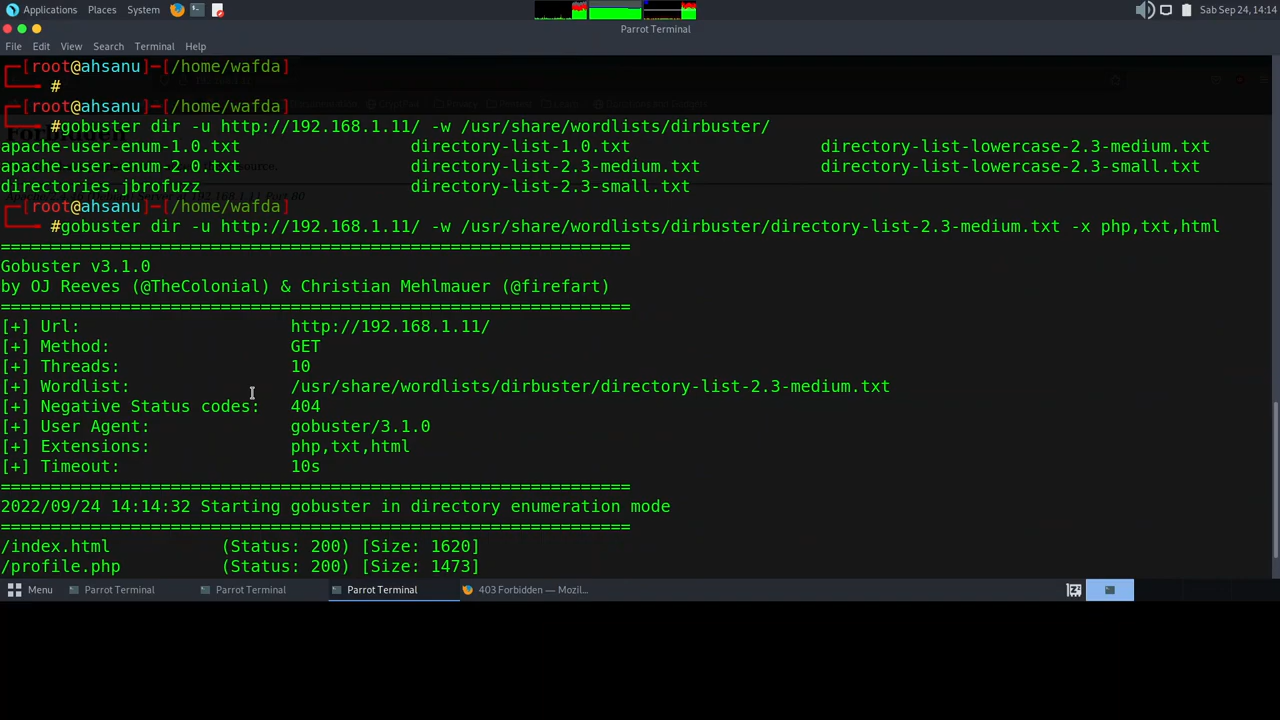 Applications Places System Sab Sep 24, 14:14
Parrot Terminal
File Edit View Search Terminal Help
┌─[root@ahsanu]─[/home/wafda]
└──╼ #
┌─[root@ahsanu]─[/home/wafda]
└──╼ #gobuster dir -u http://192.168.1.11/ -w /usr/share/wordlists/dirbuster/
apache-user-enum-1.0.txt directory-list-1.0.txt directory-list-lowercase-2.3-medium.txt
apache-user-enum-2.0.txt directory-list-2.3-medium.txt directory-list-lowercase-2.3-small.txt
directories.jbrofuzz directory-list-2.3-small.txt
┌─[root@ahsanu]─[/home/wafda]
└──╼ #gobuster dir -u http://192.168.1.11/ -w /usr/share/wordlists/dirbuster/directory-list-2.3-medium.txt -x php,txt,html
===============================================================
Gobuster v3.1.0
by OJ Reeves (@TheColonial) & Christian Mehlmauer (@firefart)
===============================================================
[+] Url: http://192.168.1.11/
[+] Method: GET
[+] Threads: 10
[+] Wordlist: /usr/share/wordlists/dirbuster/directory-list-2.3-medium.txt
[+] Negative Status codes: 404
[+] User Agent: gobuster/3.1.0
[+] Extensions: php,txt,html
[+] Timeout: 10s
===============================================================
2022/09/24 14:14:32 Starting gobuster in directory enumeration mode
===============================================================
/index.html (Status: 200) [Size: 1620]
/profile.php (Status: 200) [Size: 1473]
Menu Parrot Terminal Parrot Terminal Parrot Terminal 403 Forbidden — Mozil...